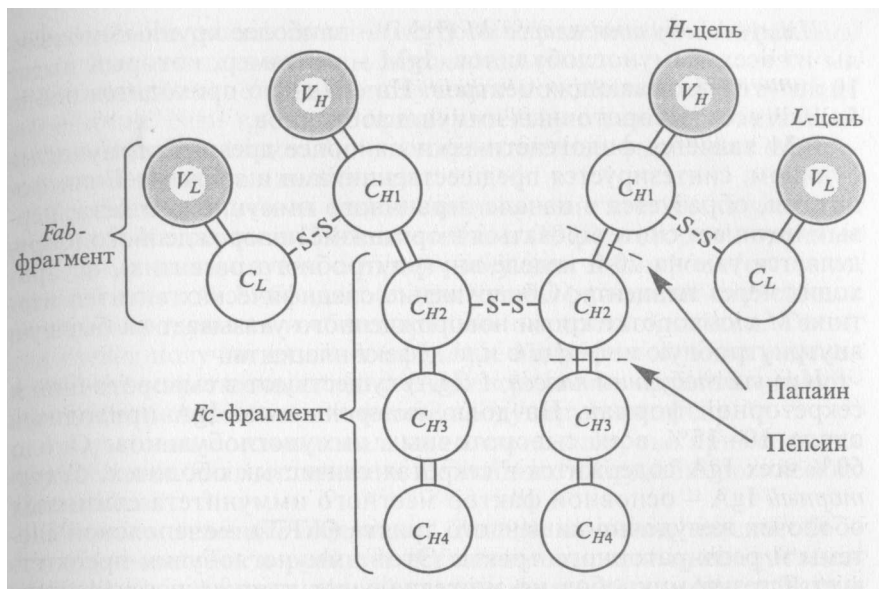 H-цепь
V_H
V_H
L-цепь
V_L
V_L
C_H1
C_H1
Fab-
фрагмент
-S-S-
-S-S-
C_L
C_L
C_H2
-S-S-
C_H2
Папаин
Fc-фрагмент
C_H3
C_H3
Пепсин
C_H4
C_H4